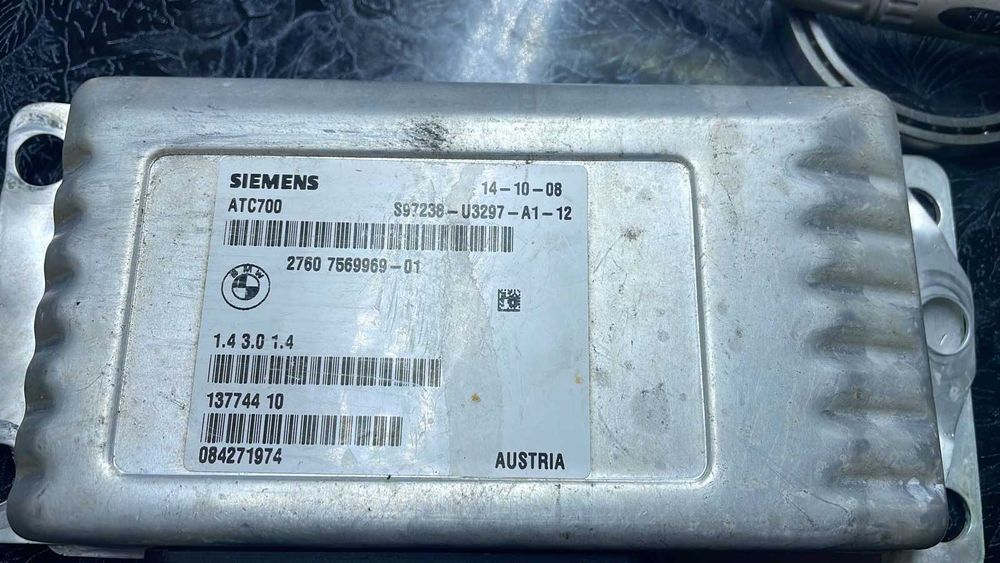 SIEMENS 14-10-08
ATC700 S97238-U3297-A1-12
2760 7569969-01
BMW
1.4 3.0 1.4
137744 10
084271974
AUSTRIA